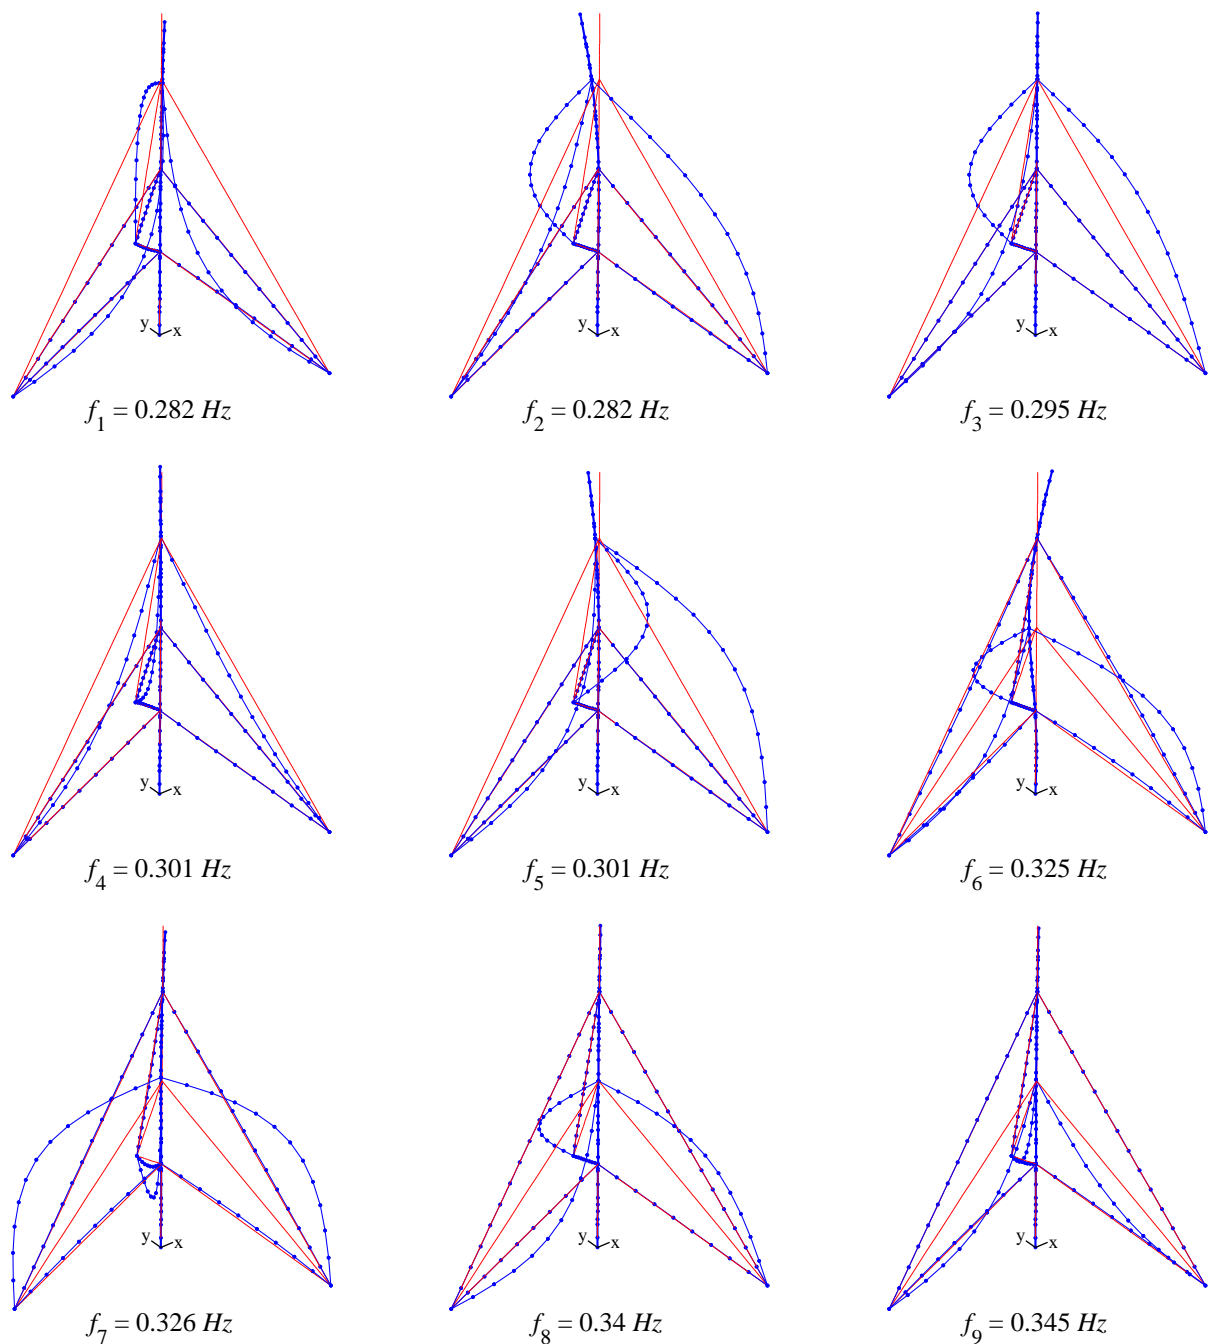 y x
y x
y x
f1 = 0.282 Hz
f2 = 0.282 Hz
f3 = 0.295 Hz
y x
y x
y x
f4 = 0.301 Hz
f5 = 0.301 Hz
f6 = 0.325 Hz
y x
y x
y x
f7 = 0.326 Hz
f8 = 0.34 Hz
f9 = 0.345 Hz